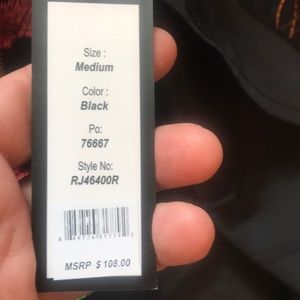 Size :
Medium
Color :
Black
Po:
76667
Style No:
RJ46400R
MSRP $ 108.00